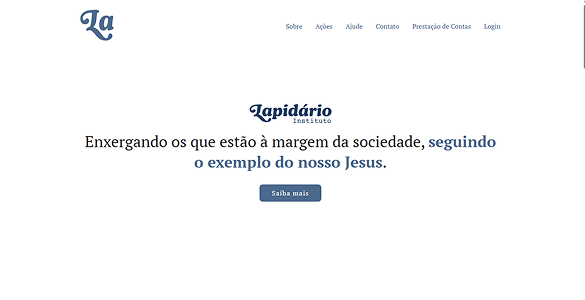 La
Sobre Ações Ajude Contato Prestação de Contas Login
Lapidário
Instituto
Enxergando os que estão à margem da sociedade, seguindo
o exemplo do nosso Jesus.
Saiba mais